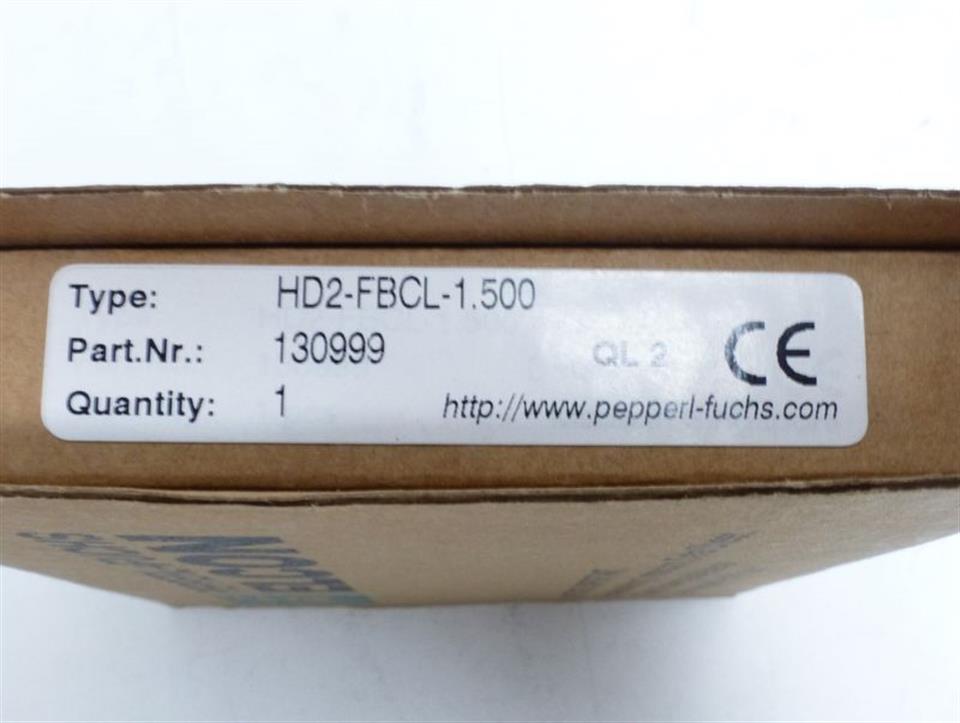 Type: HD2-FBCL-1.500
Part.Nr.: 130999 QL 2 CE
Quantity: 1 http://www.pepperl-fuchs.com